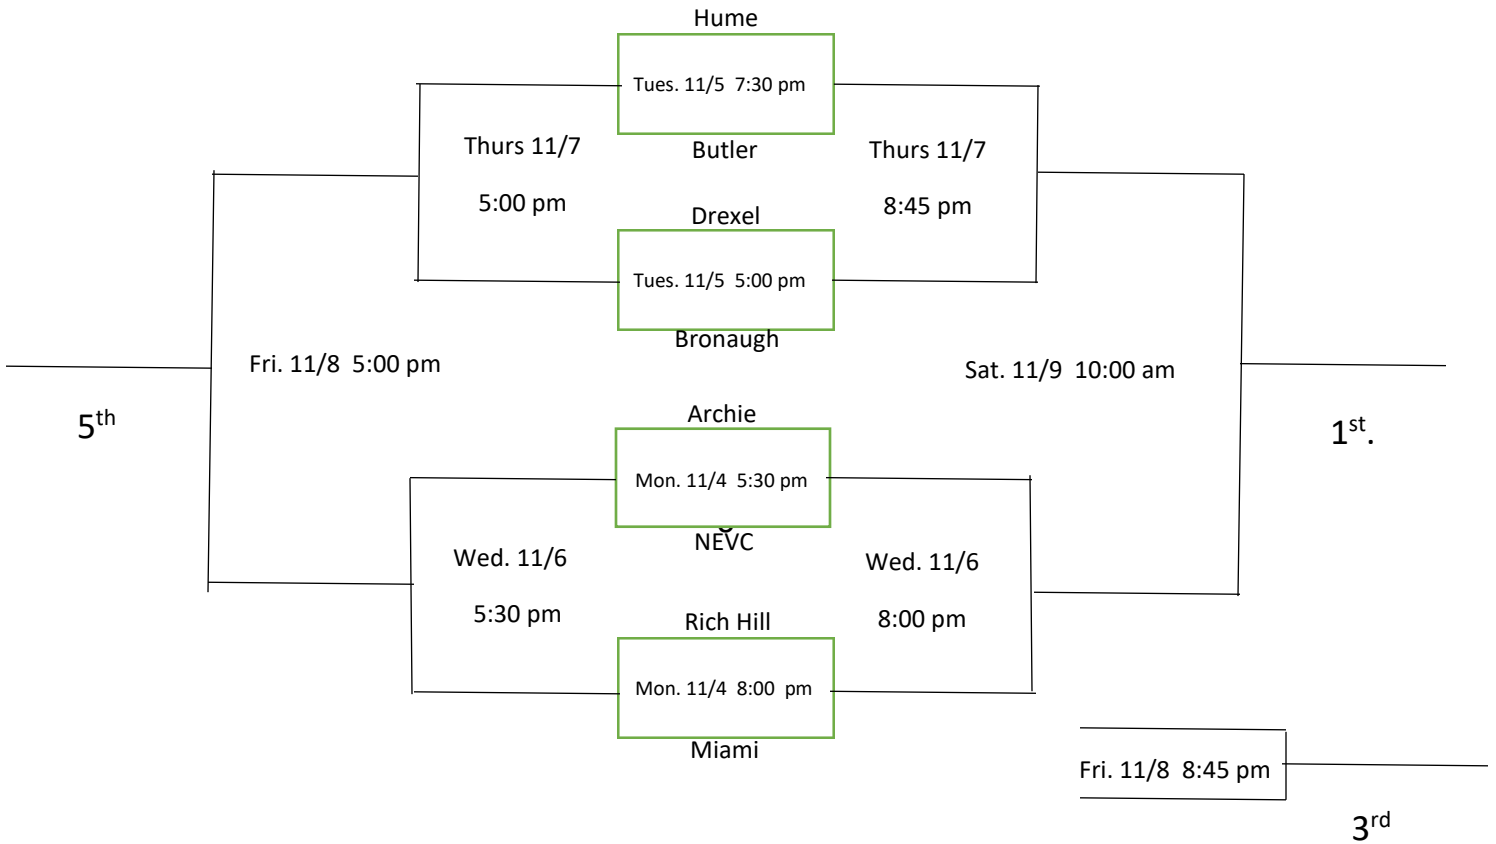 Hume
Tues. 11/5 7:30 pm
Butler
Thurs 11/7
5:00 pm
Thurs 11/7
8:45 pm
Drexel
Tues. 11/5 5:00 pm
Bronaugh
Fri. 11/8 5:00 pm
Sat. 11/9 10:00 am
5th
1st.
Archie
Mon. 11/4 5:30 pm
NEVC
Wed. 11/6
5:30 pm
Wed. 11/6
8:00 pm
Rich Hill
Mon. 11/4 8:00 pm
Miami
Fri. 11/8 8:45 pm
3rd